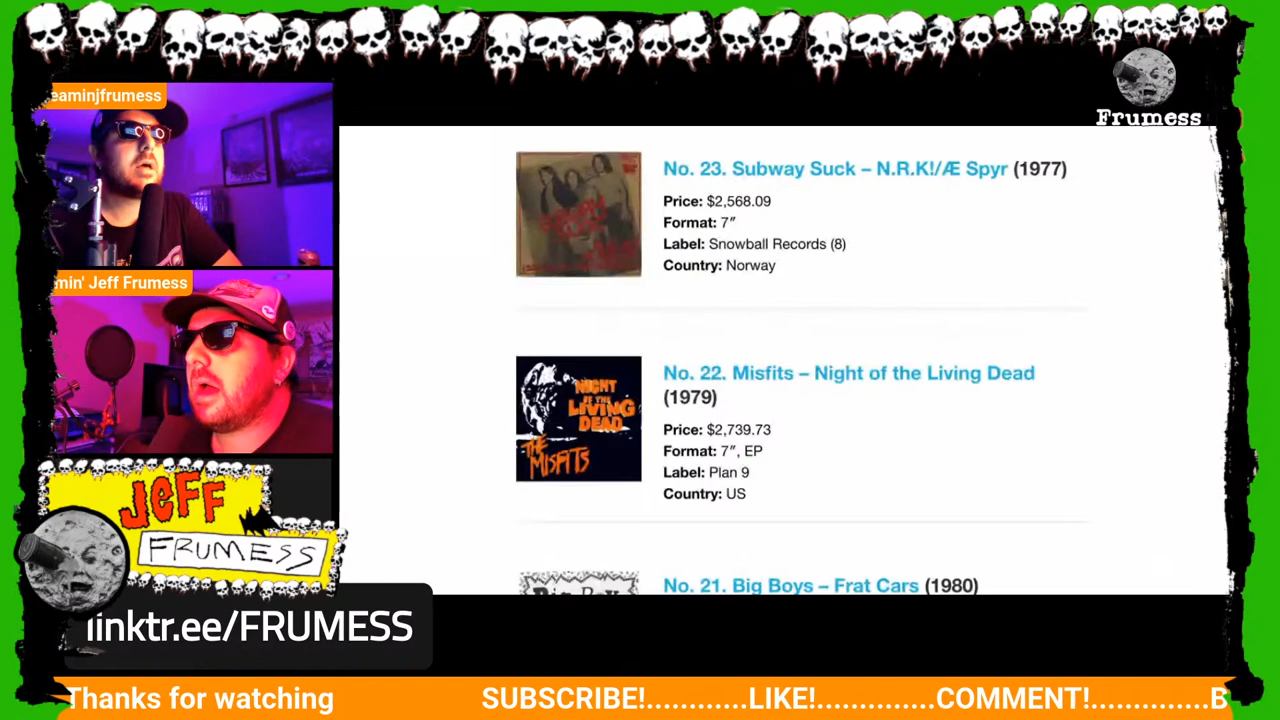 Frumess
eaminjfrumess
No. 23. Subway Suck – N.R.K!/Æ Spyr (1977)
Price: $2,568.09
Format: 7″
Label: Snowball Records (8)
Country: Norway
min' Jeff Frumess
No. 22. Misfits – Night of the Living Dead
(1979)
NIGHT
OF THE
LIVING
DEAD
THE
MISFITS
Price: $2,739.73
Format: 7″, EP
Label: Plan 9
Country: US
JEFF
FRUMESS
No. 21. Big Boys – Frat Cars (1980)
linktr.ee/FRUMESS
Thanks for watching SUBSCRIBE!............LIKE!..............COMMENT!..............B